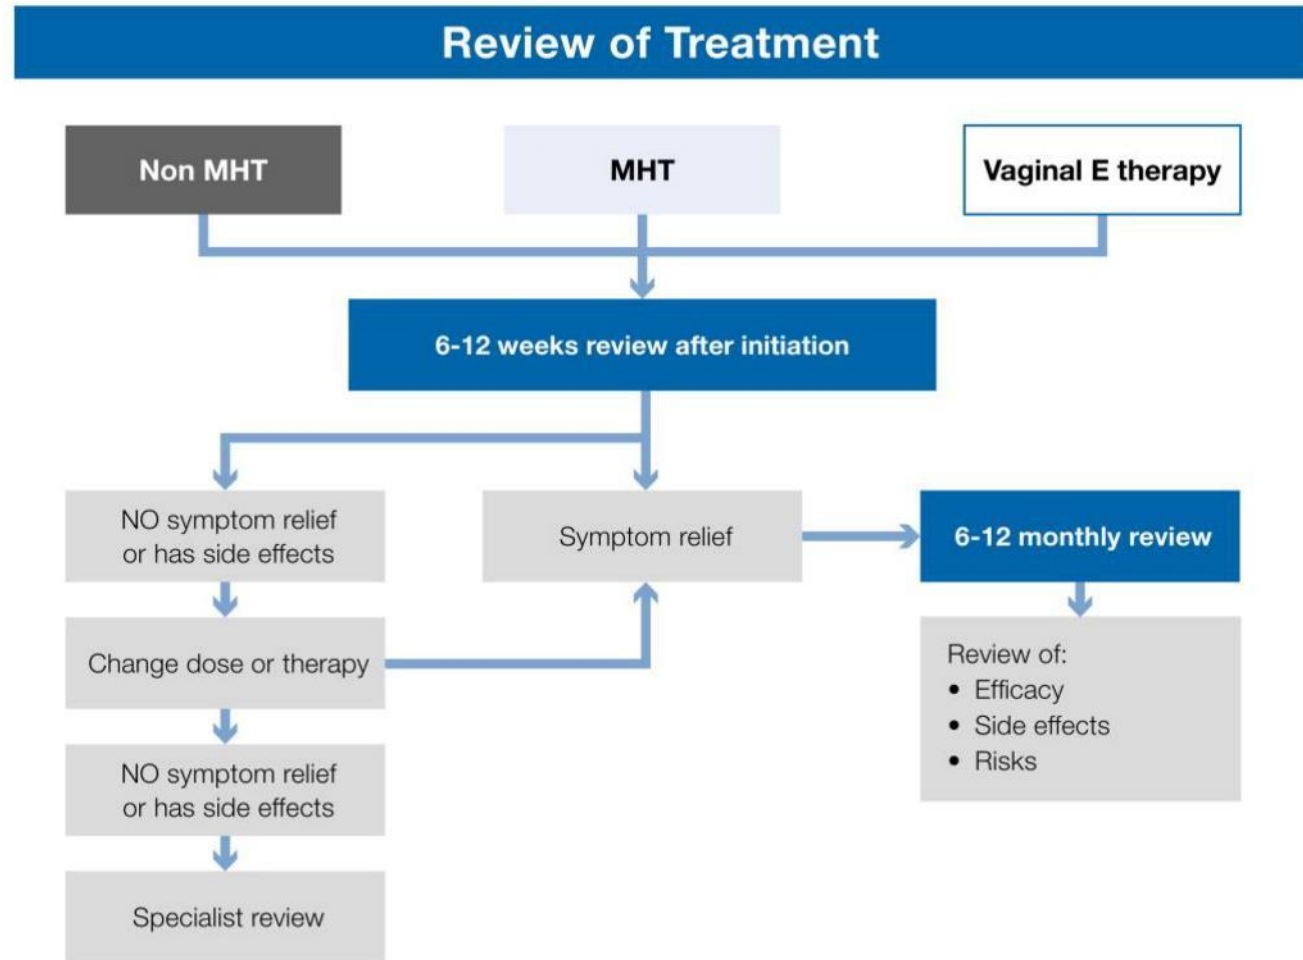 Review of Treatment
Non MHT
MHT
Vaginal E therapy
6-12 weeks review after initiation
NO symptom relief
or has side effects
Symptom relief
6-12 monthly review
Change dose or therapy
Review of:
• Efficacy
• Side effects
• Risks
NO symptom relief
or has side effects
Specialist review